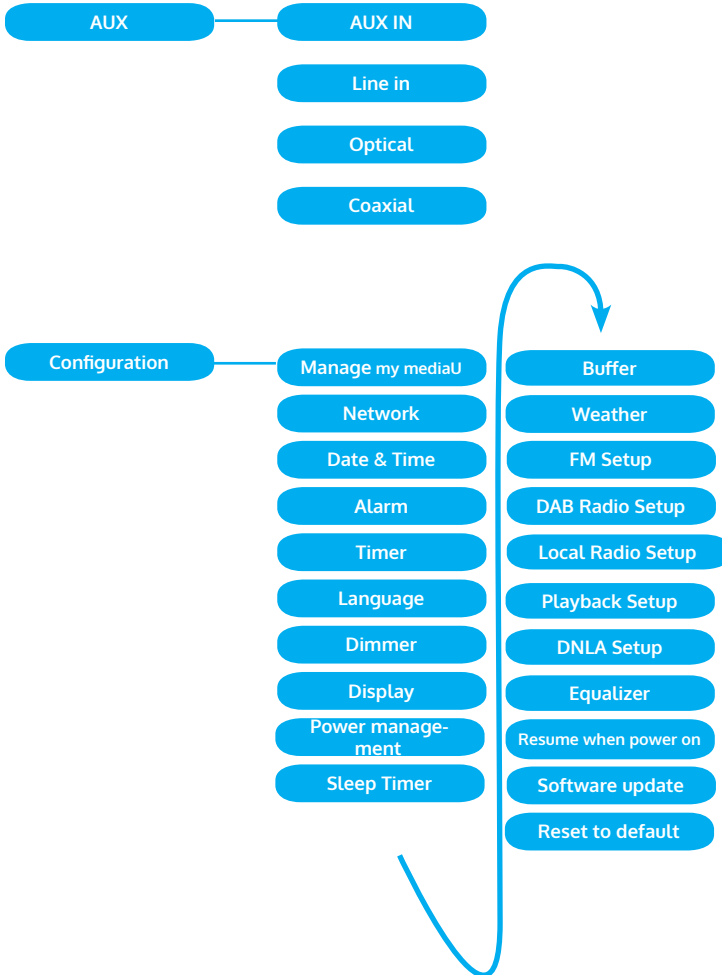 AUX
AUX IN
Line in
Optical
Coaxial
Configuration
Manage my mediaU
Network
Date & Time
Alarm
Timer
Language
Dimmer
Display
Power manage-
ment
Sleep Timer
Buffer
Weather
FM Setup
DAB Radio Setup
Local Radio Setup
Playback Setup
DNLA Setup
Equalizer
Resume when power on
Software update
Reset to default